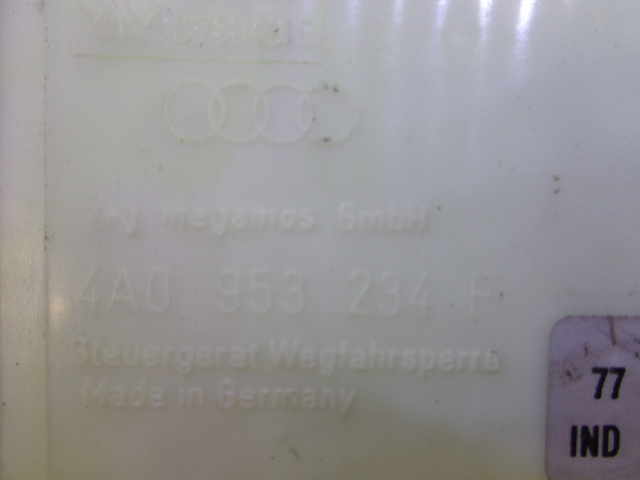 megamos GmbH
4A0 953 234 F
Steuergerät Wegfahrsperre
Made in Germany
77
IND